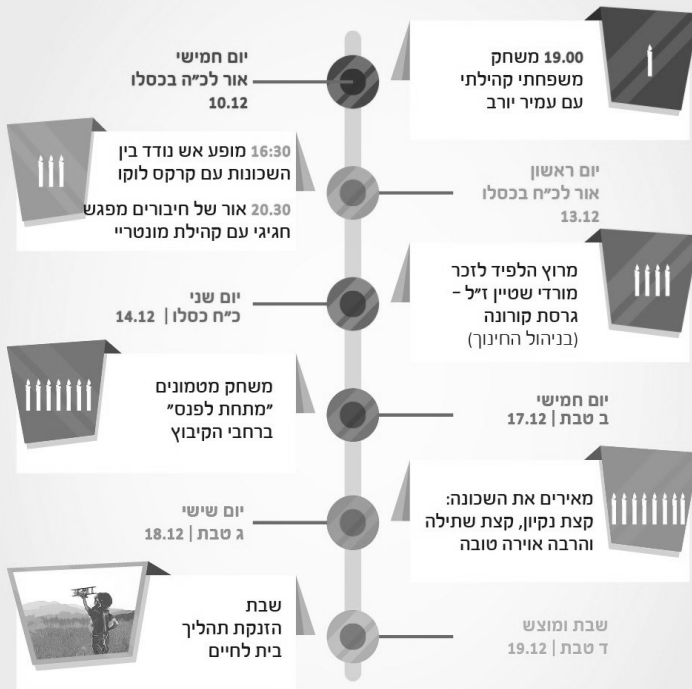 יום חמישי
אור לכ״ה בכסלו
10.12
19.00 משחק
משפחתי קהילתי
עם עמיר יורב
יום ראשון
אור לכ״ח בכסלו
13.12
16:30 מופע אש נודד בין
השכונות עם קרקס לוקו
20.30 אור של חיבורים מפגש
חגיגי עם קהילת מונטריי
יום שני
כ״ח כסלו | 14.12
מרוץ הלפיד לזכר
מורדי שטיין ז״ל –
גרסת קורונה
(בניהול החינוך)
יום חמישי
ב טבת | 17.12
משחק מטמונים
״מתחת לפנס״
ברחבי הקיבוץ
יום שישי
ג טבת | 18.12
מאירים את השכונה:
קצת נקיון, קצת שתילה
והרבה אוירה טובה
שבת ומוצש
ד טבת | 19.12
שבת
הזנקת תהליך
בית לחיים